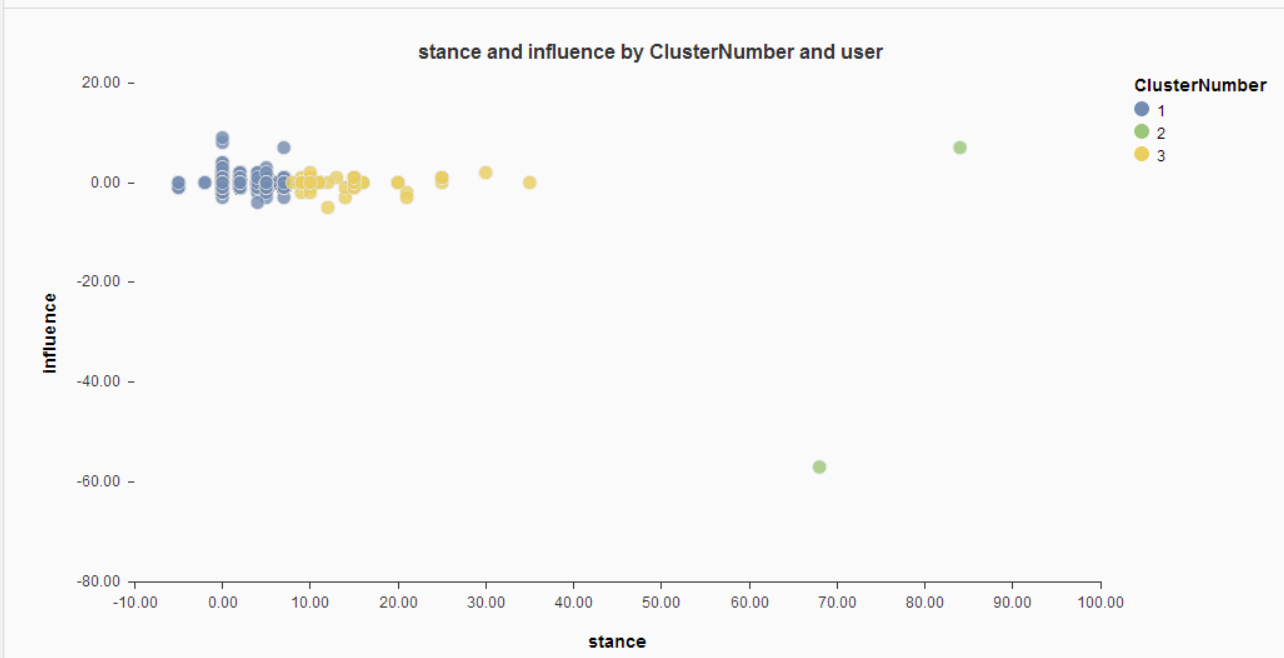 stance and influence by ClusterNumber and user
20.00
0.00
-20.00
-40.00
-60.00
-80.00
influence
-10.00 0.00 10.00 20.00 30.00 40.00 50.00 60.00 70.00 80.00 90.00 100.00
stance
ClusterNumber
1
2
3